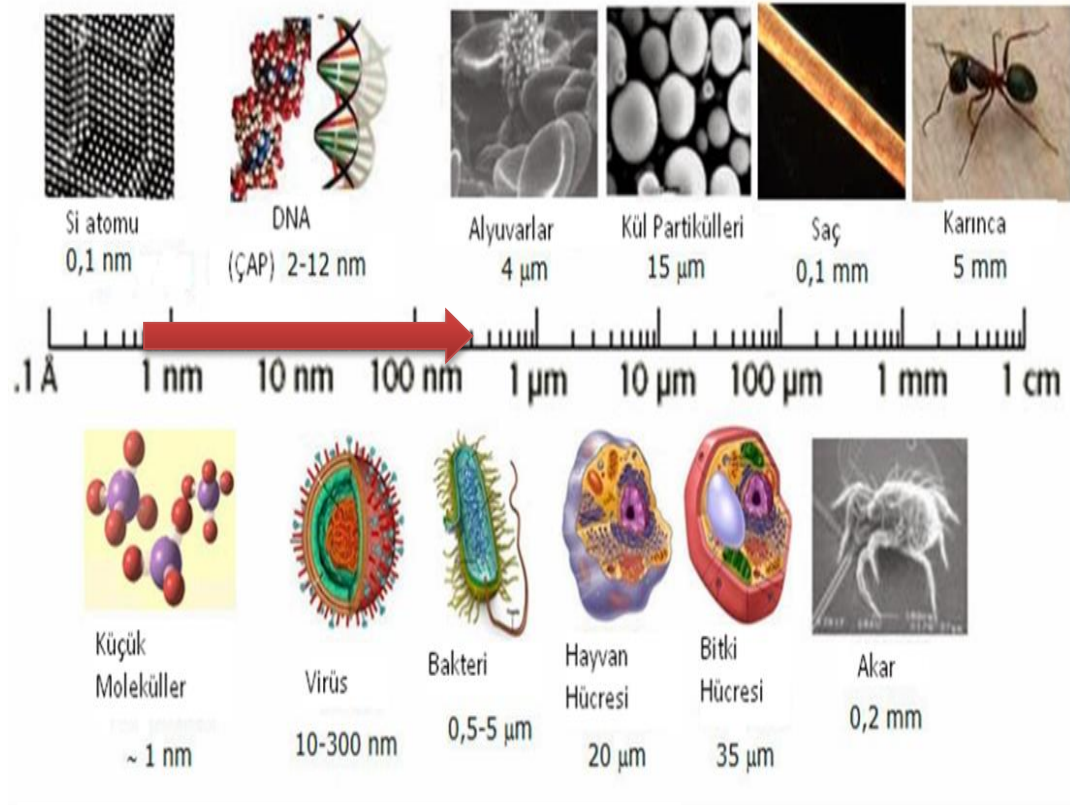 Si atomu
0,1 nm
DNA
(ÇAP) 2-12 nm
Alyuvarlar
4 µm
Kül Partikülleri
15 µm
Saç
0,1 mm
Karınca
5 mm
.1 Å 1 nm 10 nm 100 nm 1 µm 10 µm 100 µm 1 mm 1 cm
Küçük
Moleküller
~ 1 nm
Virüs
10-300 nm
Bakteri
0,5-5 µm
Hayvan
Hücresi
20 µm
Bitki
Hücresi
35 µm
Akar
0,2 mm